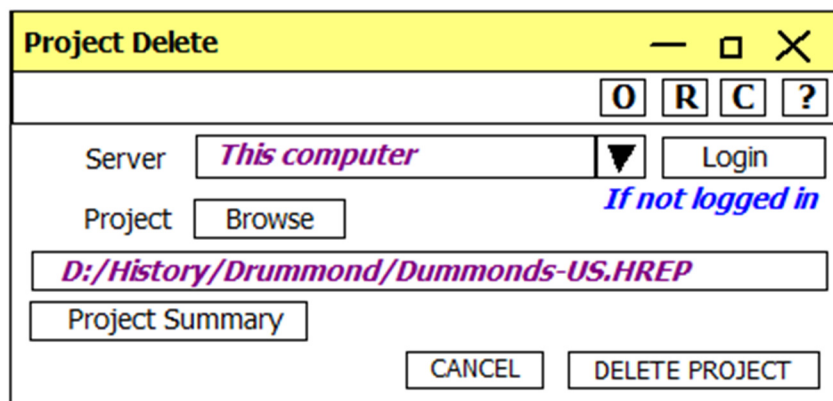 Project Delete
O R C ?
Server This computer Login
If not logged in
Project Browse
D:/History/Drummond/Dummonds-US.HREP
Project Summary
CANCEL DELETE PROJECT